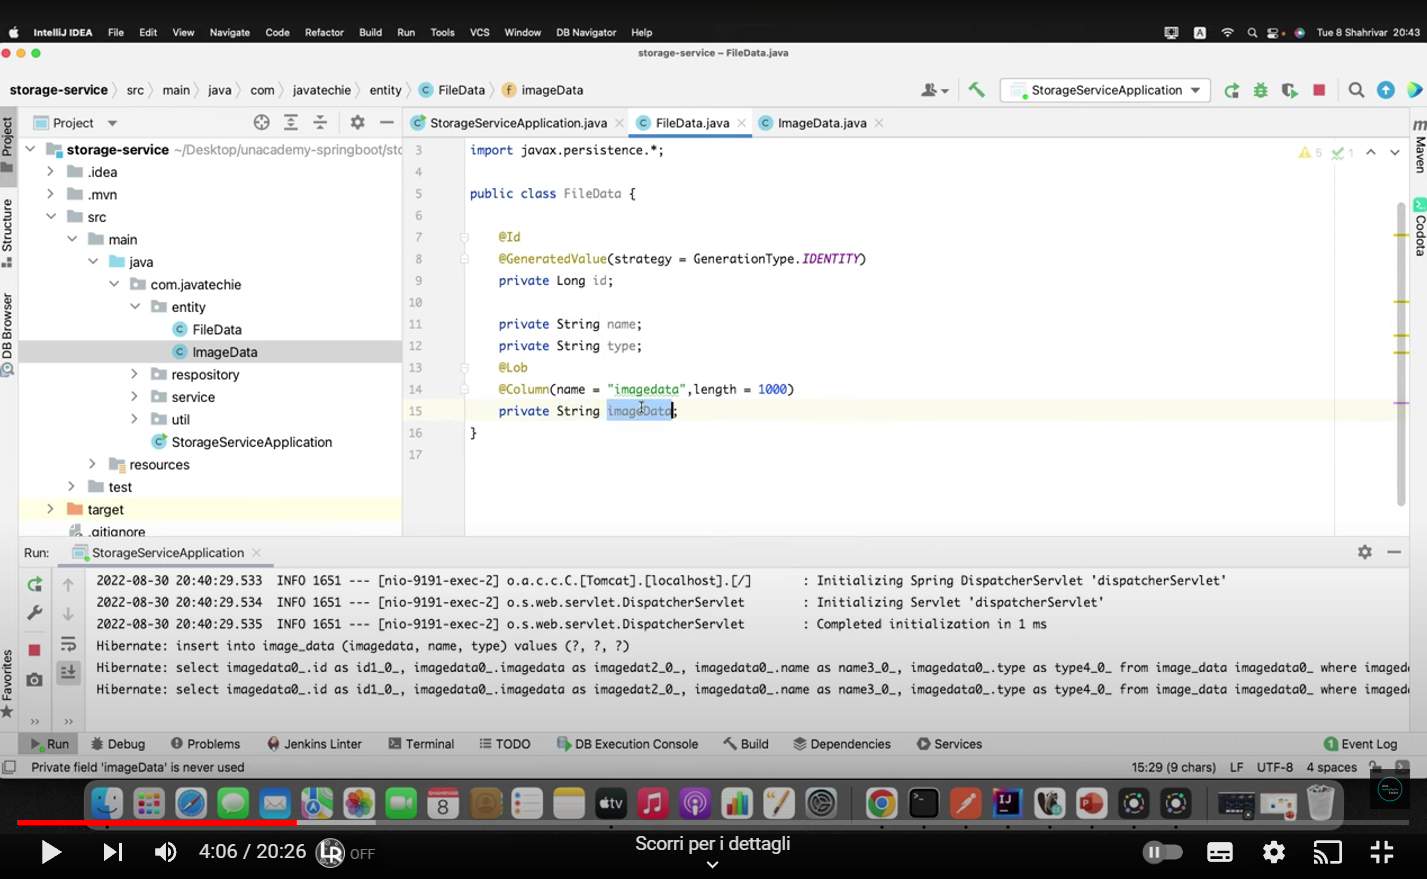 IntelliJ IDEA File Edit View Navigate Code Refactor Build Run Tools VCS Window DB Navigator Help A Tue 8 Shahrivar 20:43
storage-service – FileData.java
storage-service src main java com javatechie entity C FileData f imageData StorageServiceApplication
Project Project StorageServiceApplication.java FileData.java ImageData.java
storage-service ~/Desktop/unacademy-springboot/sto
.idea
.mvn
src
main
java
com.javatechie
entity
FileData
ImageData
respository
service
util
StorageServiceApplication
resources
test
target
.gitignore
Structure
DB Browser
Favorites
Maven
Codota
5 1
3 import javax.persistence.*;
4
5 public class FileData {
6
7 @Id
8 @GeneratedValue(strategy = GenerationType.IDENTITY)
9 private Long id;
10
11 private String name;
12 private String type;
13 @Lob
14 @Column(name = "imagedata",length = 1000)
15 private String imageData;
16 }
17
Run: StorageServiceApplication
2022-08-30 20:40:29.533 INFO 1651 --- [nio-9191-exec-2] o.a.c.c.C.[Tomcat].[localhost].[/] : Initializing Spring DispatcherServlet 'dispatcherServlet'
2022-08-30 20:40:29.534 INFO 1651 --- [nio-9191-exec-2] o.s.web.servlet.DispatcherServlet : Initializing Servlet 'dispatcherServlet'
2022-08-30 20:40:29.535 INFO 1651 --- [nio-9191-exec-2] o.s.web.servlet.DispatcherServlet : Completed initialization in 1 ms
Hibernate: insert into image_data (imagedata, name, type) values (?, ?, ?)
Hibernate: select imagedata0_.id as id1_0_, imagedata0_.imagedata as imagedat2_0_, imagedata0_.name as name3_0_, imagedata0_.type as type4_0_ from image_data imagedata0_ where imageda
Hibernate: select imagedata0_.id as id1_0_, imagedata0_.imagedata as imagedat2_0_, imagedata0_.name as name3_0_, imagedata0_.type as type4_0_ from image_data imagedata0_ where imageda
Run Debug Problems Jenkins Linter Terminal TODO DB Execution Console Build Dependencies Services 1 Event Log
Private field 'imageData' is never used 15:29 (9 chars) LF UTF-8 4 spaces
8 tv IJ
4:06 / 20:26 LR OFF Scorri per i dettagli